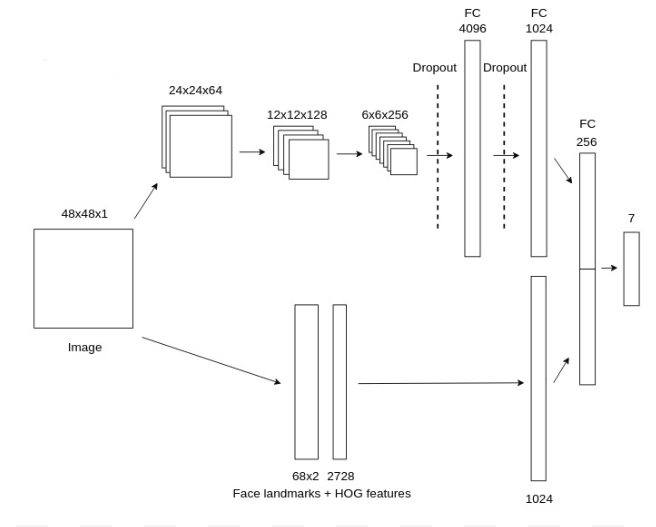 FC
4096
FC
1024
Dropout
Dropout
24x24x64
12x12x128
6x6x256
FC
256
48x48x1
7
Image
68x2
2728
Face landmarks + HOG features
1024